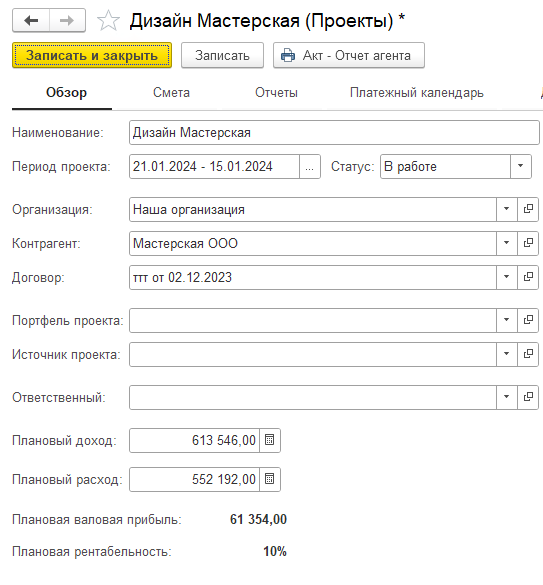 Дизайн Мастерская (Проекты) *
Записать и закрыть Записать Акт - Отчет агента
Обзор Смета Отчеты Платежный календарь
Наименование: Дизайн Мастерская
Период проекта: 21.01.2024 - 15.01.2024 ... Статус: В работе
Организация: Наша организация
Контрагент: Мастерская ООО
Договор: ттт от 02.12.2023
Портфель проекта:
Источник проекта:
Ответственный:
Плановый доход: 613 546,00
Плановый расход: 552 192,00
Плановая валовая прибыль: 61 354,00
Плановая рентабельность: 10%